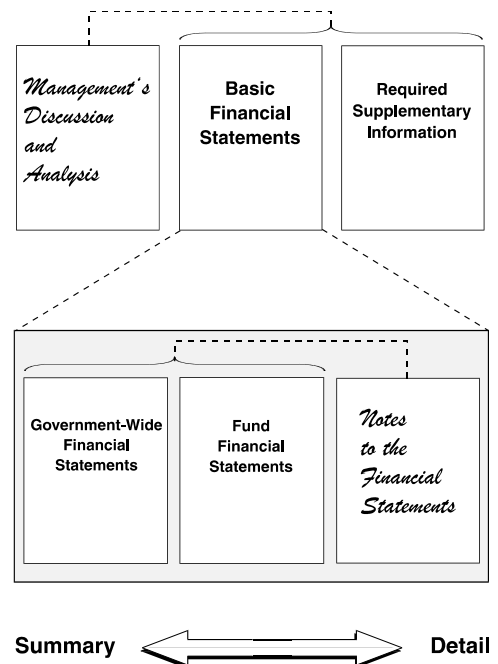 Management's
Discussion
and
Analysis
Basic
Financial
Statements
Required
Supplementary
Information
Government-Wide
Financial
Statements
Fund
Financial
Statements
Notes
to the
Financial
Statements
Summary
Detail